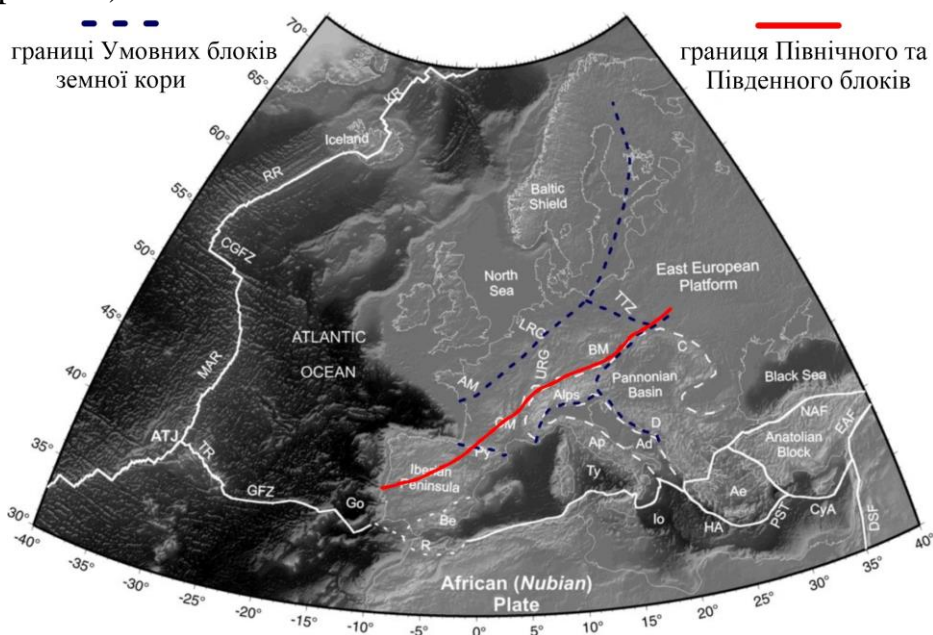 границі Умовних блоків
земної кори
границя Північного та
Південного блоків
65°
60°
55°
50°
45°
40°
35°
30°
-40°
-35°
-30°
-25°
-20°
-15°
-10°
-5°
0°
5°
10°
15°
20°
25°
30°
35°
40°
KR
Iceland
RR
CGFZ
MAR
ATJ
TR
GFZ
Go
ATLANTIC
OCEAN
North
Sea
Baltic
Shield
East European
Platform
TTZ
LRG
URG
AM
CM
BM
Alps
Pannonian
Basin
C
Black Sea
NAF
EAF
Anatolian
Block
Py
Iberian
Peninsula
Be
R
Ap
Ad
D
Ty
Io
HA
Ae
PST
CyA
DSF
African (Nubian)
Plate